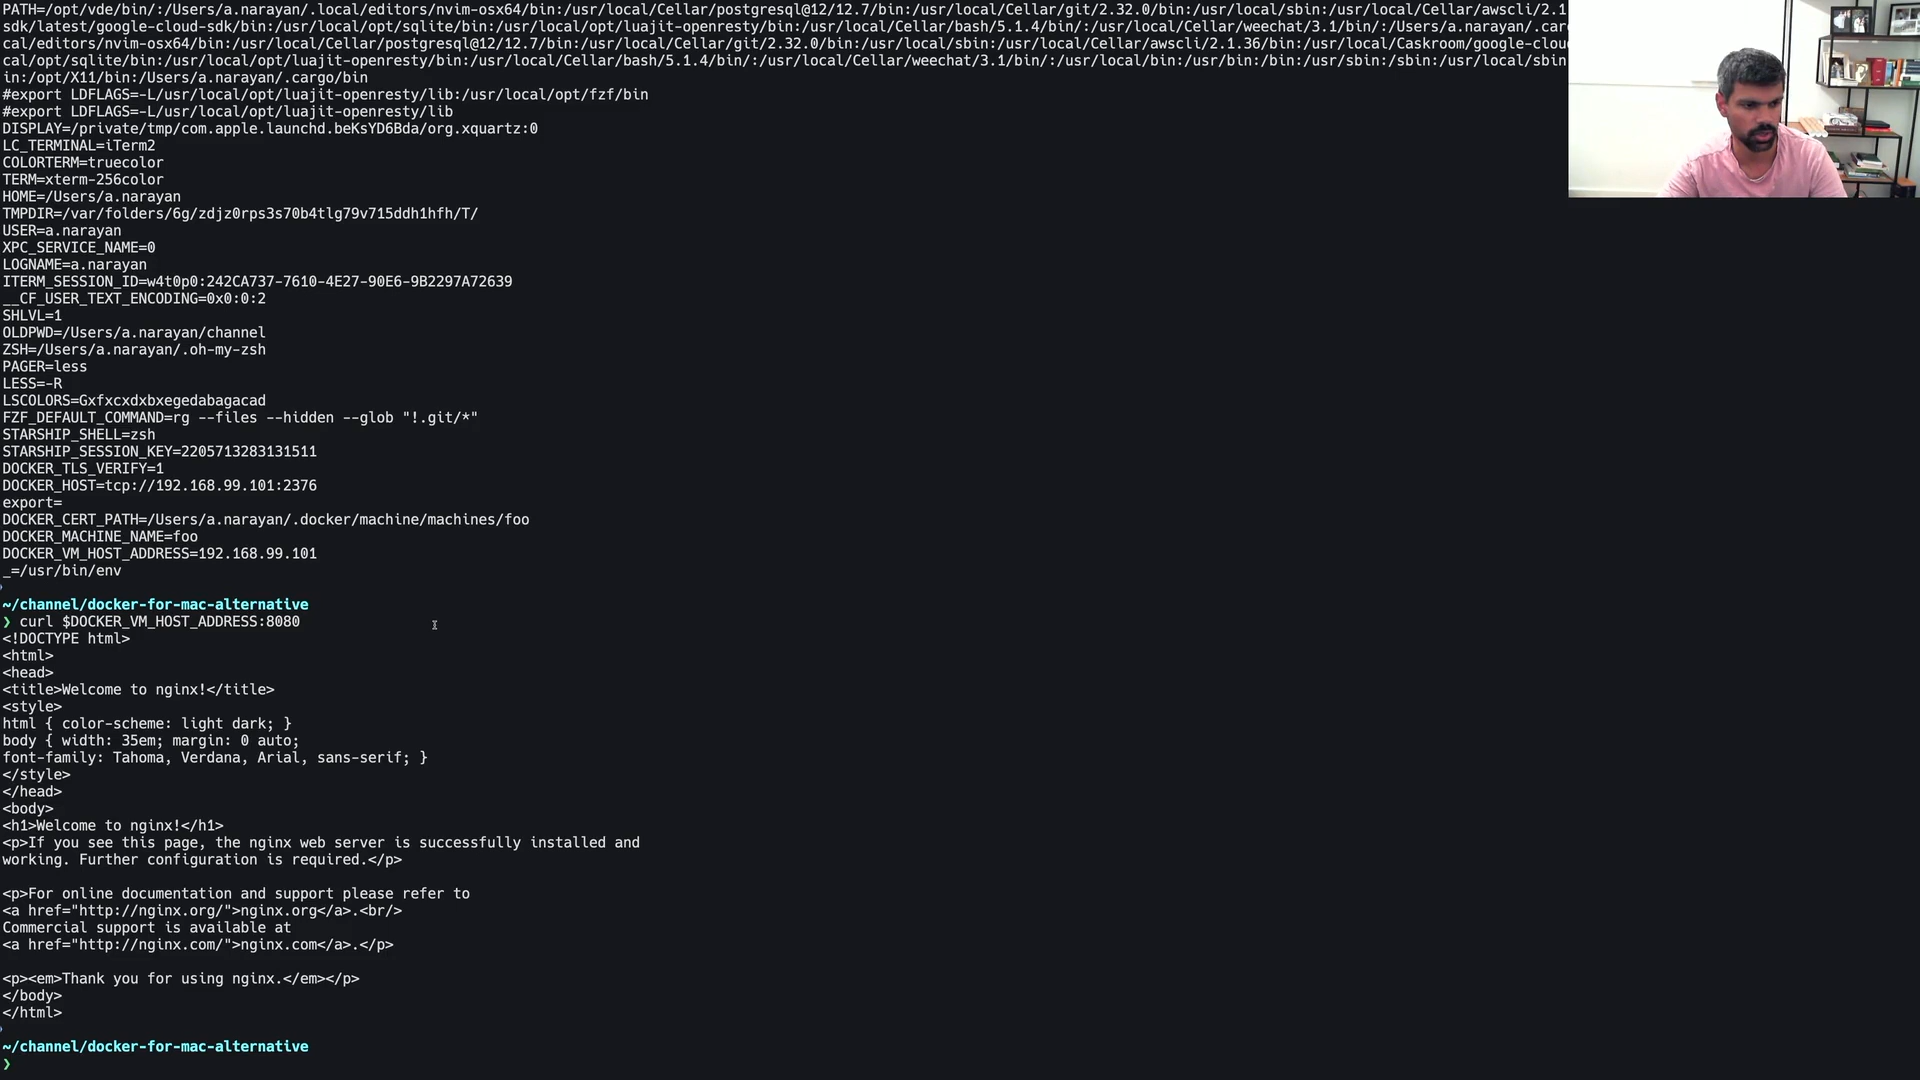 PATH=/opt/vde/bin/:/Users/a.narayan/.local/editors/nvim-osx64/bin:/usr/local/Cellar/postgresql@12/12.7/bin:/usr/local/Cellar/git/2.32.0/bin:/usr/local/sbin:/usr/local/Cellar/awscli/2.1
sdk/latest/google-cloud-sdk/bin:/usr/local/opt/sqlite/bin:/usr/local/opt/luajit-openresty/bin:/usr/local/Cellar/bash/5.1.4/bin/:/usr/local/Cellar/weechat/3.1/bin/:/Users/a.narayan/.car
cal/editors/nvim-osx64/bin:/usr/local/Cellar/postgresql@12/12.7/bin:/usr/local/Cellar/git/2.32.0/bin:/usr/local/sbin:/usr/local/Cellar/awscli/2.1.36/bin:/usr/local/Caskroom/google-clou
cal/opt/sqlite/bin:/usr/local/opt/luajit-openresty/bin:/usr/local/Cellar/bash/5.1.4/bin/:/usr/local/Cellar/weechat/3.1/bin/:/usr/local/bin:/usr/bin:/bin:/usr/sbin:/sbin:/usr/local/sbin
in:/opt/X11/bin:/Users/a.narayan/.cargo/bin
#export LDFLAGS=-L/usr/local/opt/luajit-openresty/lib:/usr/local/opt/fzf/bin
#export LDFLAGS=-L/usr/local/opt/luajit-openresty/lib
DISPLAY=/private/tmp/com.apple.launchd.beKsYD6Bda/org.xquartz:0
LC_TERMINAL=iTerm2
COLORTERM=truecolor
TERM=xterm-256color
HOME=/Users/a.narayan
TMPDIR=/var/folders/6g/zdjz0rps3s70b4tlg79v715ddh1hfh/T/
USER=a.narayan
XPC_SERVICE_NAME=0
LOGNAME=a.narayan
ITERM_SESSION_ID=w4t0p0:242CA737-7610-4E27-90E6-9B2297A72639
__CF_USER_TEXT_ENCODING=0x0:0:2
SHLVL=1
OLDPWD=/Users/a.narayan/channel
ZSH=/Users/a.narayan/.oh-my-zsh
PAGER=less
LESS=-R
LSCOLORS=Gxfxcxdxbxegedabagacad
FZF_DEFAULT_COMMAND=rg --files --hidden --glob "!.git/*"
STARSHIP_SHELL=zsh
STARSHIP_SESSION_KEY=2205713283131511
DOCKER_TLS_VERIFY=1
DOCKER_HOST=tcp://192.168.99.101:2376
export=
DOCKER_CERT_PATH=/Users/a.narayan/.docker/machine/machines/foo
DOCKER_MACHINE_NAME=foo
DOCKER_VM_HOST_ADDRESS=192.168.99.101
_=/usr/bin/env
~/channel/docker-for-mac-alternative
❯ curl $DOCKER_VM_HOST_ADDRESS:8080
<!DOCTYPE html>
<html>
<head>
<title>Welcome to nginx!</title>
<style>
html { color-scheme: light dark; }
body { width: 35em; margin: 0 auto;
font-family: Tahoma, Verdana, Arial, sans-serif; }
</style>
</head>
<body>
<h1>Welcome to nginx!</h1>
<p>If you see this page, the nginx web server is successfully installed and
working. Further configuration is required.</p>
<p>For online documentation and support please refer to
<a href="http://nginx.org/">nginx.org</a>.<br/>
Commercial support is available at
<a href="http://nginx.com/">nginx.com</a>.</p>
<p><em>Thank you for using nginx.</em></p>
</body>
</html>
~/channel/docker-for-mac-alternative
❯